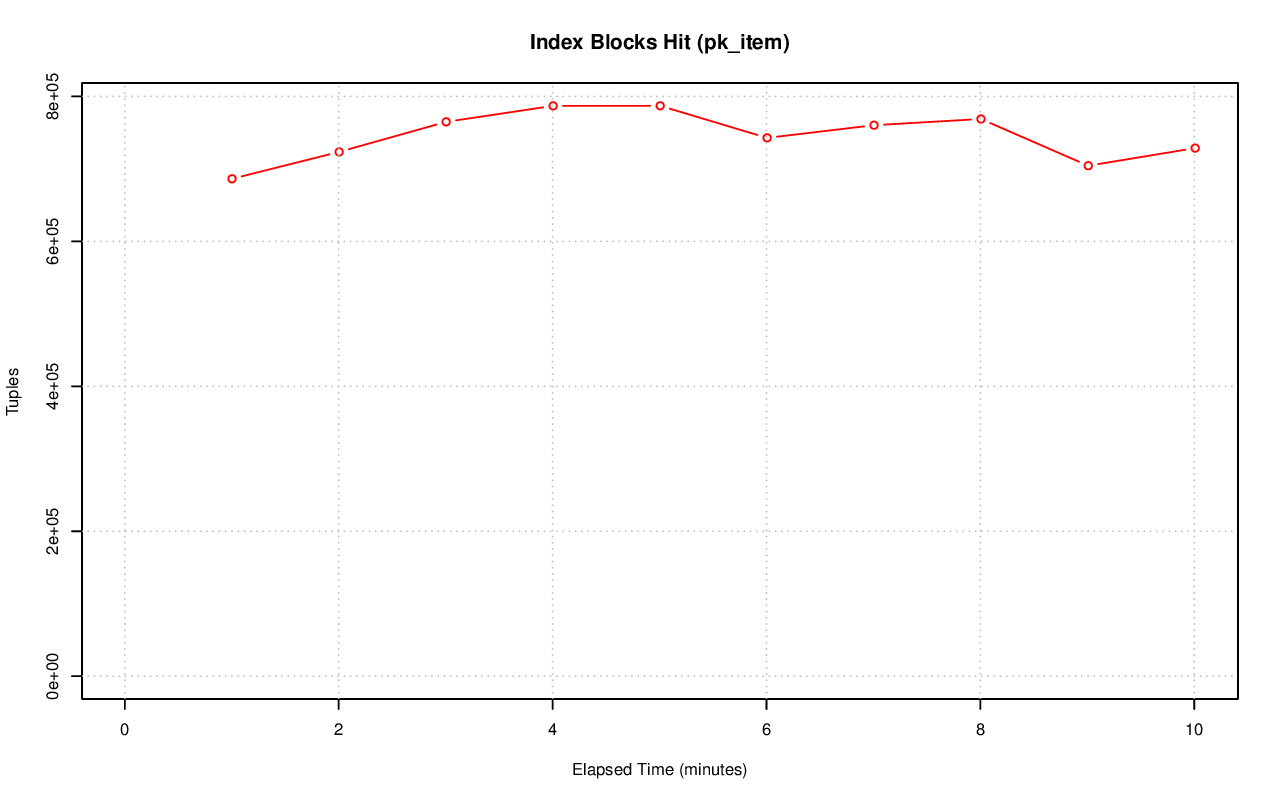 Index Blocks Hit (pk_item)
8e+05
6e+05
4e+05
2e+05
0e+00
Tuples
0 2 4 6 8 10
Elapsed Time (minutes)